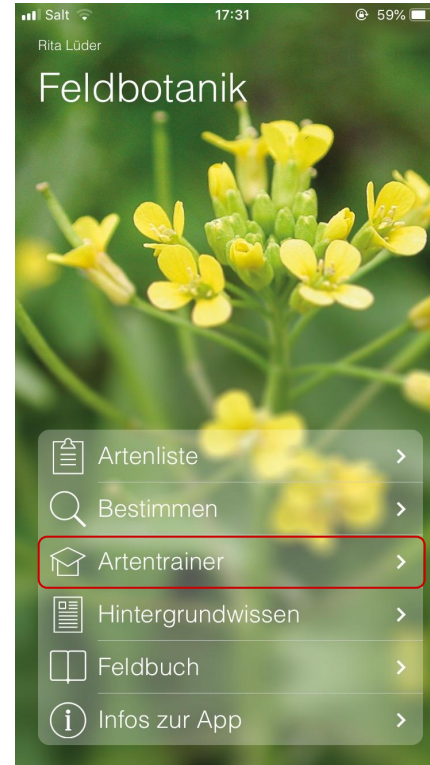 Salt 17:31 59%
Rita Lüder
Feldbotanik
Artenliste
Bestimmen
Artentrainer
Hintergrundwissen
Feldbuch
Infos zur App